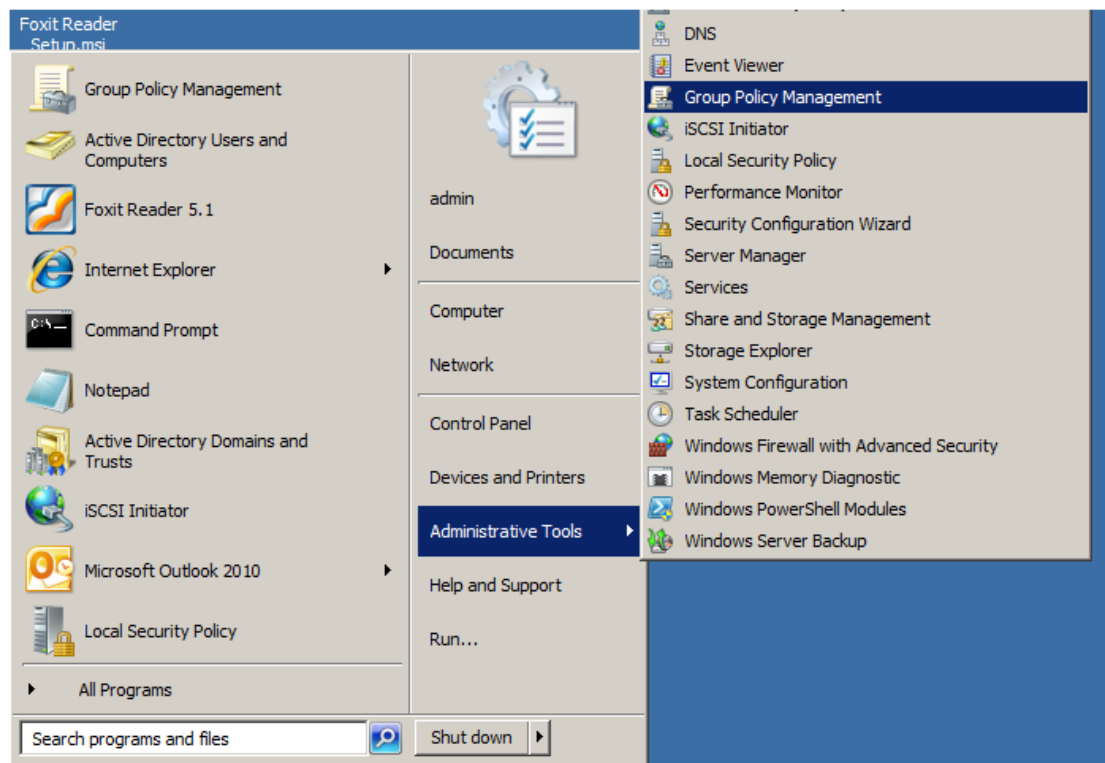 Foxit Reader
Setup.msi
Group Policy Management
Active Directory Users and
Computers
Foxit Reader 5.1
Internet Explorer
C:\
Command Prompt
Notepad
Active Directory Domains and
Trusts
iSCSI Initiator
Microsoft Outlook 2010
Local Security Policy
All Programs
Search programs and files
admin
Documents
Computer
Network
Control Panel
Devices and Printers
Administrative Tools
Help and Support
Run...
Shut down
DNS
Event Viewer
Group Policy Management
iSCSI Initiator
Local Security Policy
Performance Monitor
Security Configuration Wizard
Server Manager
Services
Share and Storage Management
Storage Explorer
System Configuration
Task Scheduler
Windows Firewall with Advanced Security
Windows Memory Diagnostic
Windows PowerShell Modules
Windows Server Backup